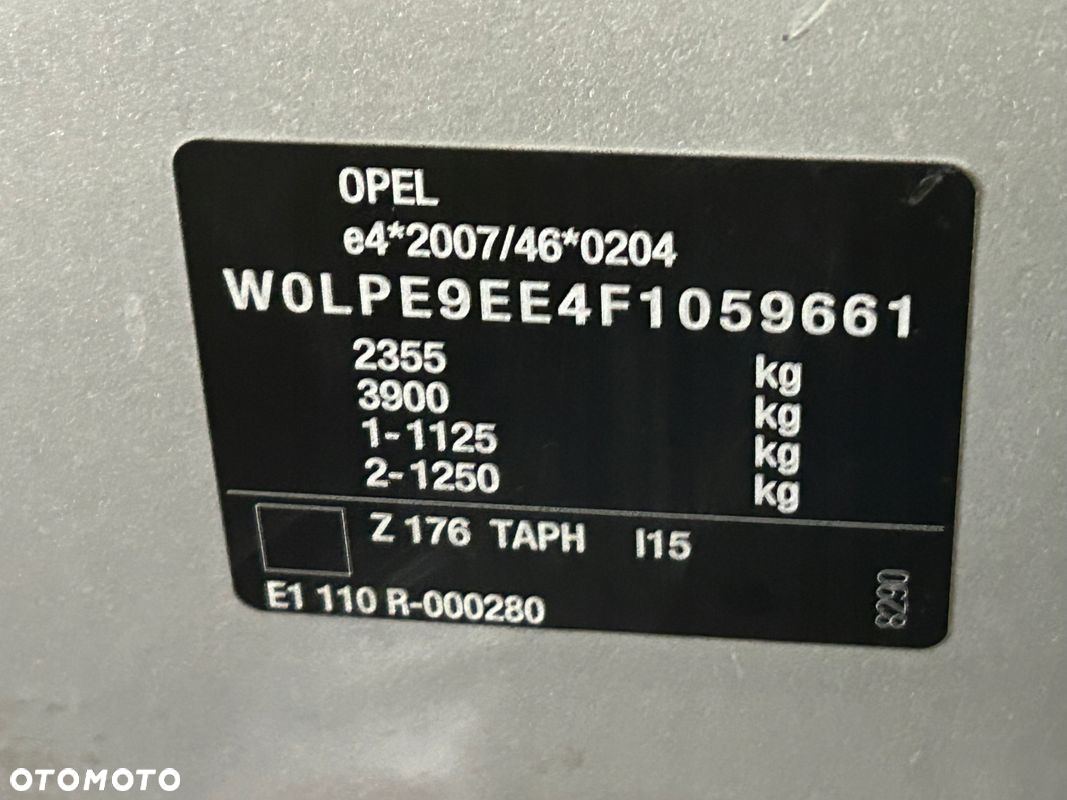 OPEL
e4*2007/46*0204
W0LPE9EE4F1059661
2355 kg
3900 kg
1-1125 kg
2-1250 kg
Z 176 TAPH I15
E1 110 R-000280
8290
OTOMOTO